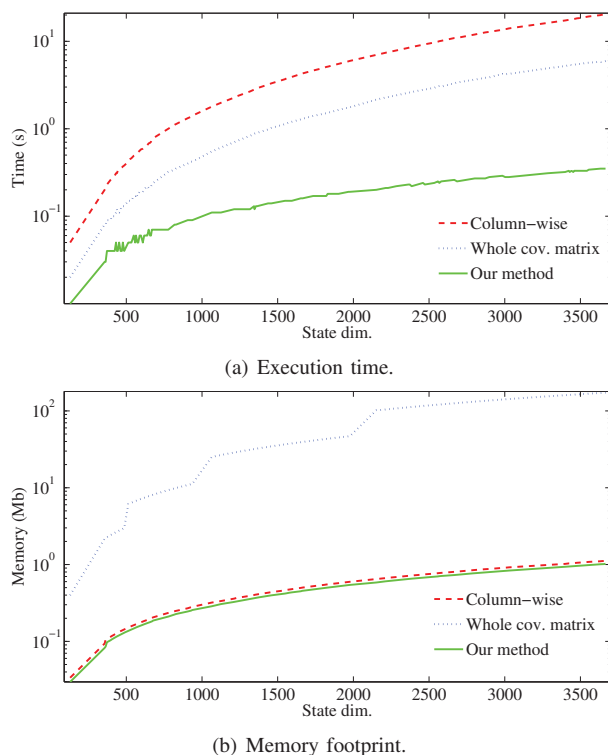 10^1
10^0
10^-1
Time (s)
Column-wise
Whole cov. matrix
Our method
500 1000 1500 2000 2500 3000 3500
State dim.
(a) Execution time.
10^2
10^1
10^0
10^-1
Memory (Mb)
Column-wise
Whole cov. matrix
Our method
500 1000 1500 2000 2500 3000 3500
State dim.
(b) Memory footprint.